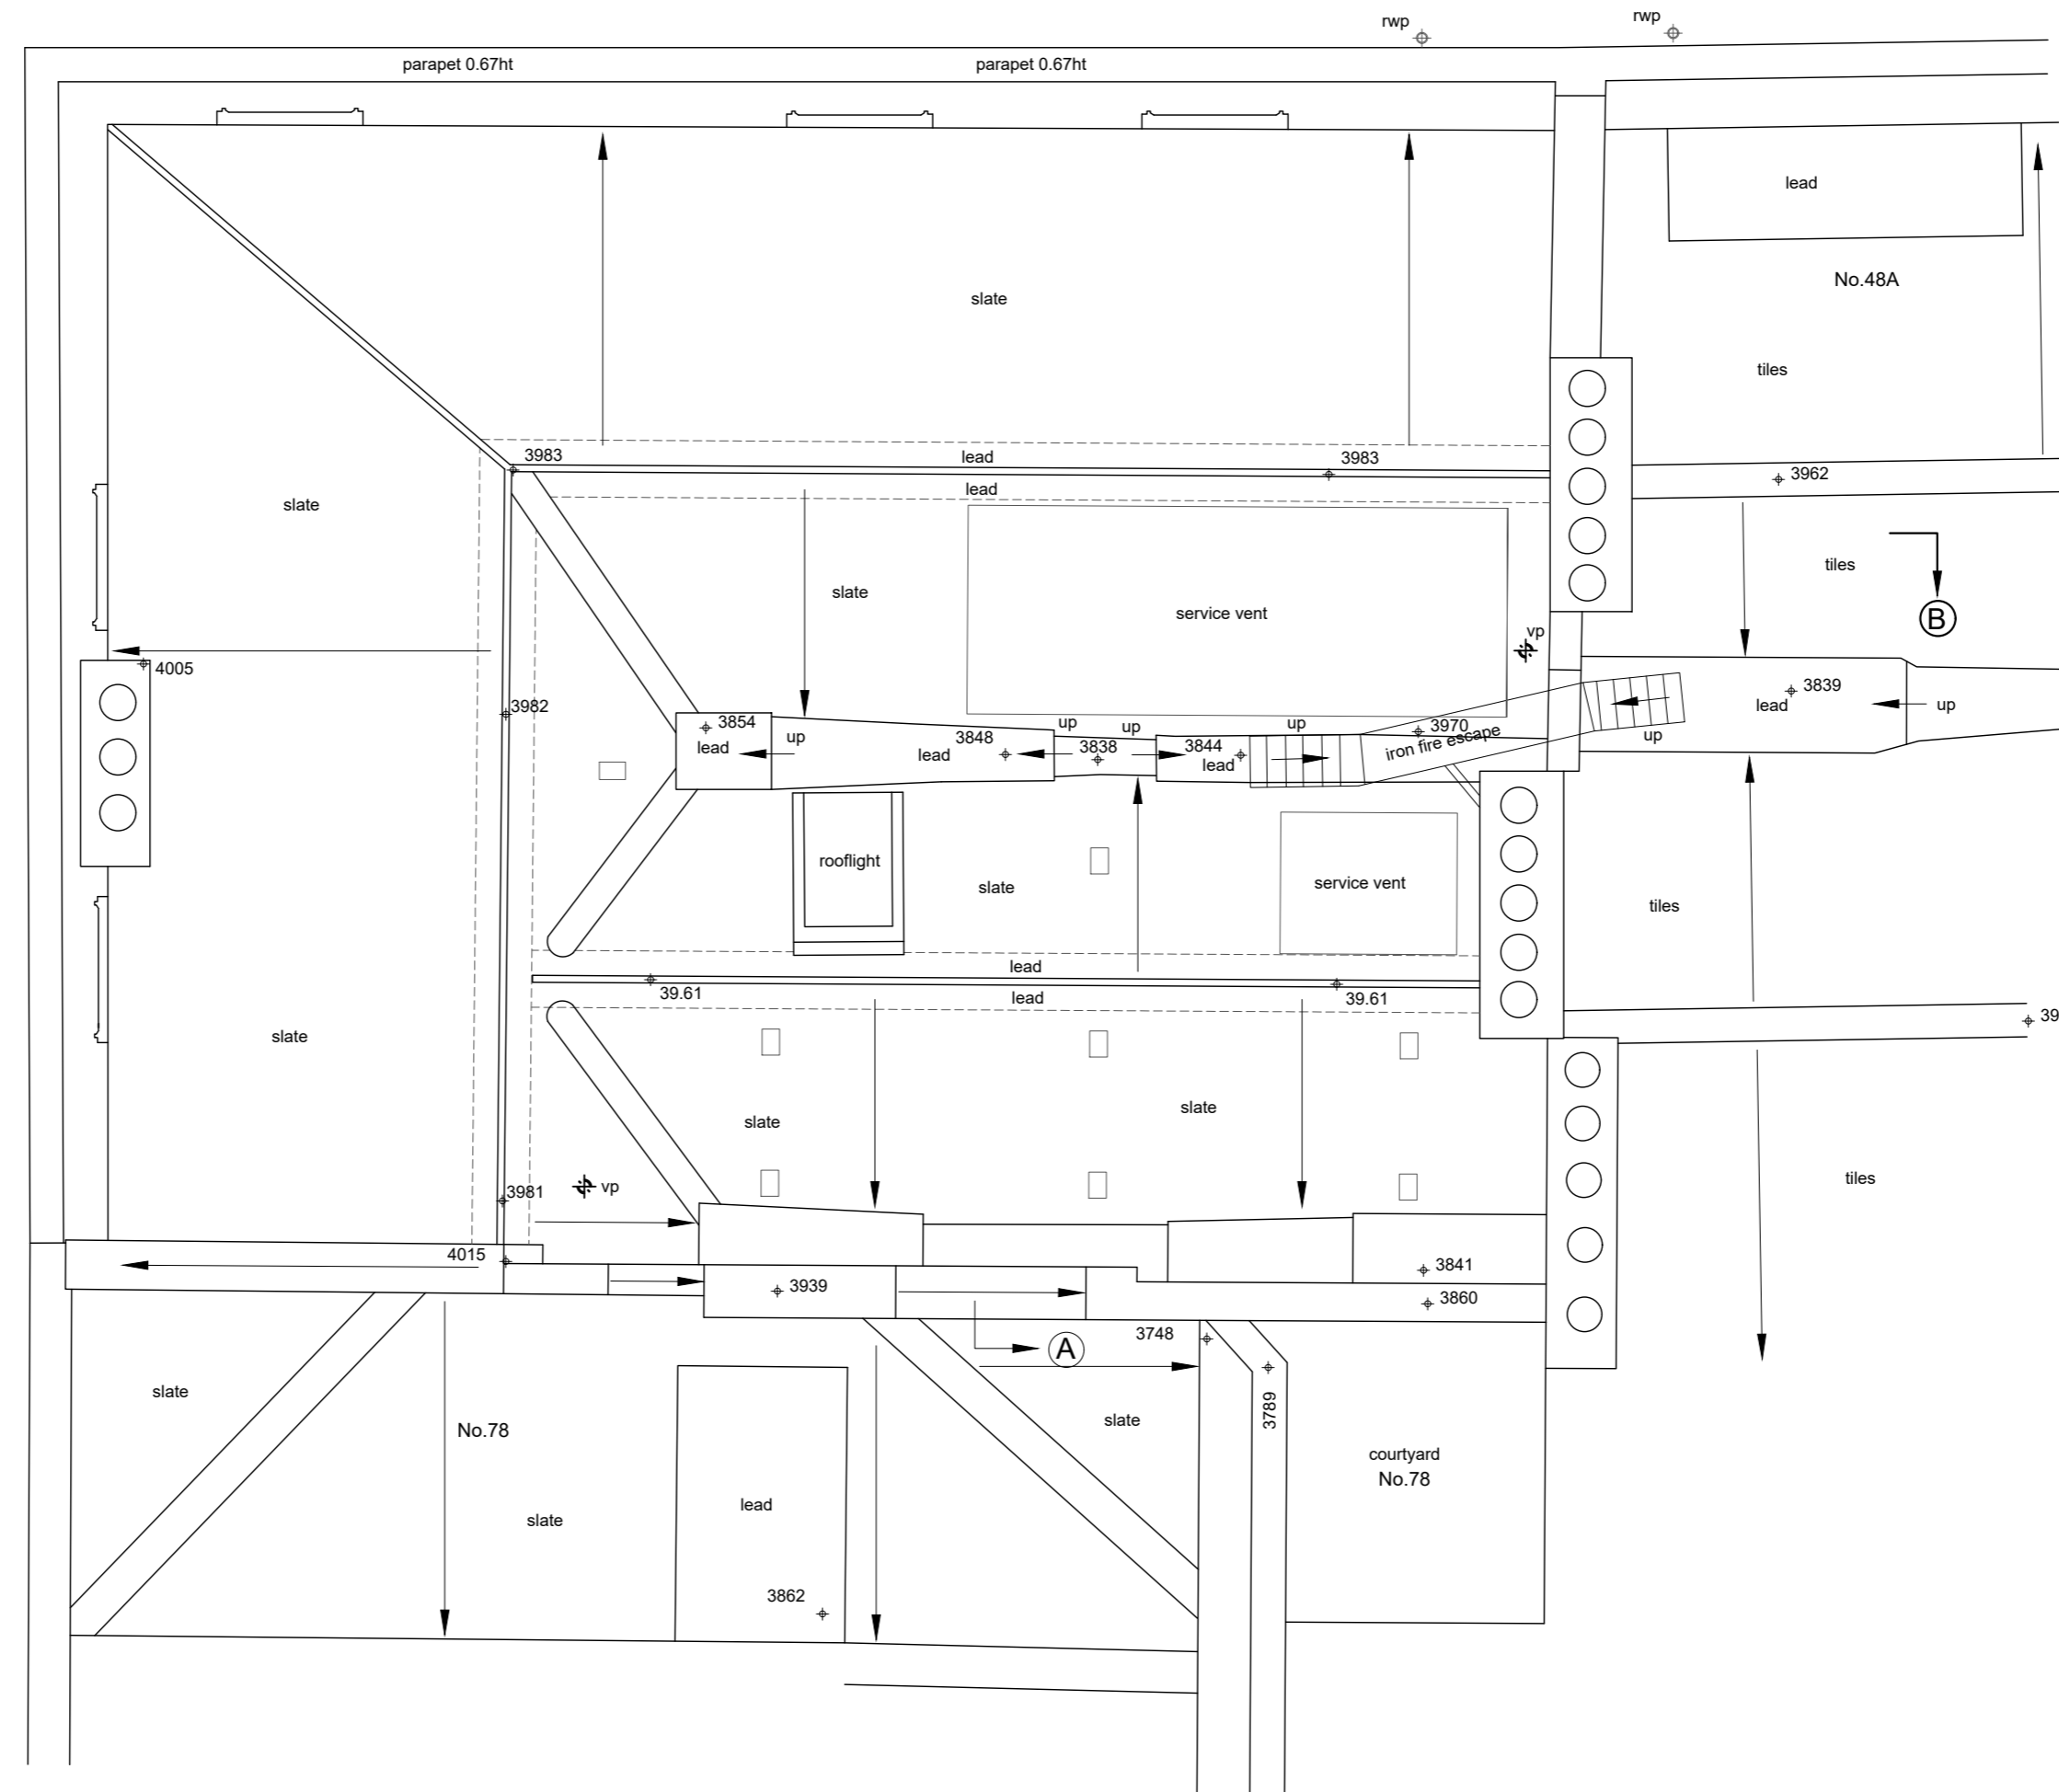 rwp
rwp
parapet 0.67ht
parapet 0.67ht
lead
No.48A
slate
tiles
3983
lead
3983
3962
lead
slate
tiles
slate
service vent
B
vp
4005
3982
3854
lead
up
3848
lead
up
3838
up
3844
lead
up
3970
iron fire escape
up
3839
lead
up
rooflight
slate
service vent
tiles
lead
39.61
lead
39.61
39
slate
slate
slate
tiles
3981
vp
4015
3939
3841
3860
3748
A
slate
No.78
slate
3789
courtyard
No.78
lead
slate
3862